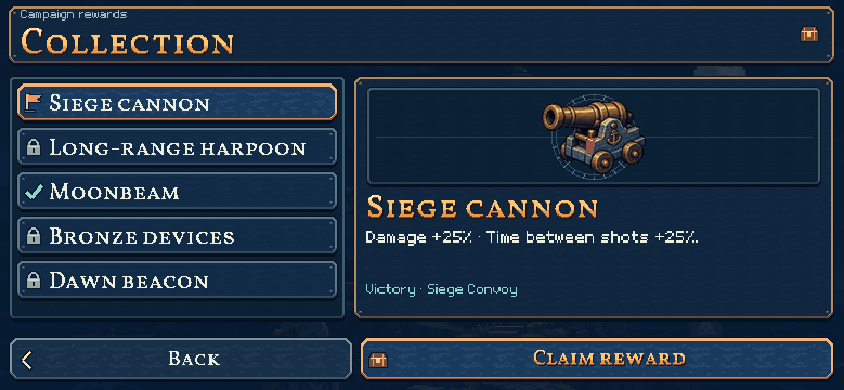 Campaign rewards
Collection
Siege cannon
Long-range harpoon
Moonbeam
Bronze devices
Dawn beacon
Siege cannon
Damage +25% · Time between shots +25%.
Victory · Siege Convoy
Back
Claim reward